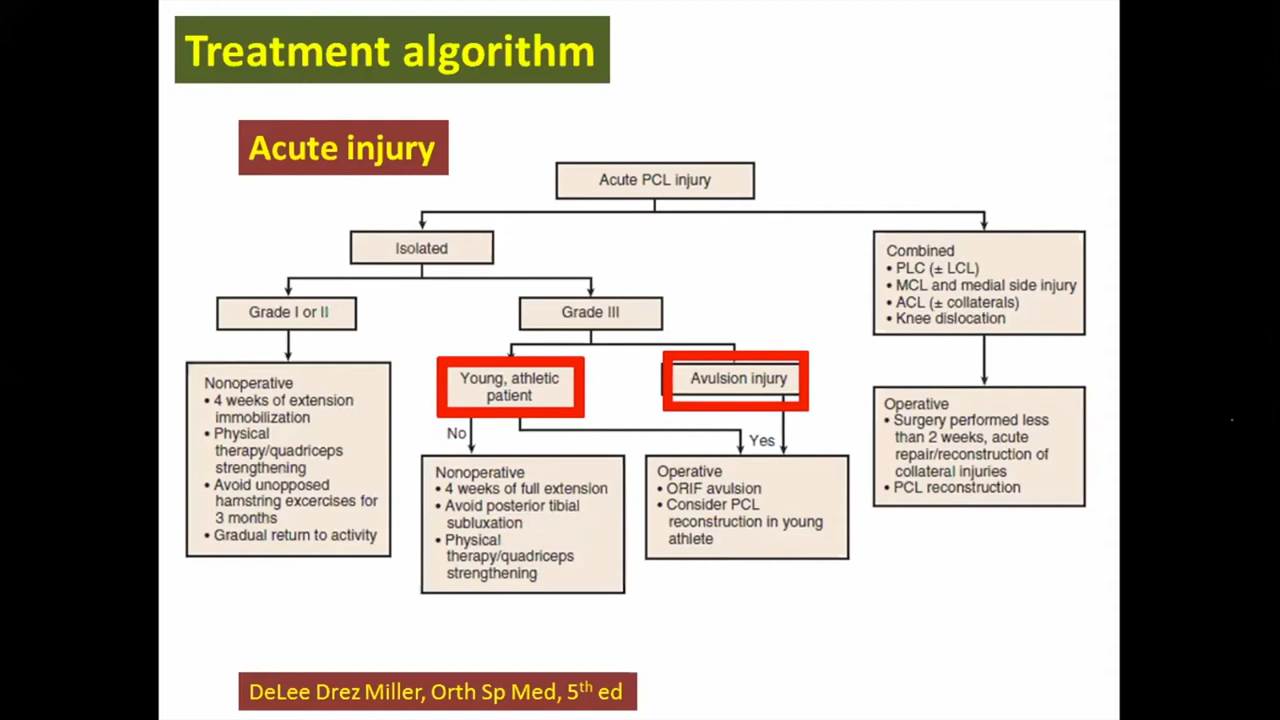 Treatment algorithm
Acute injury
Acute PCL injury
Isolated
Combined
• PLC (± LCL)
• MCL and medial side injury
• ACL (± collaterals)
• Knee dislocation
Grade I or II
Grade III
Nonoperative
• 4 weeks of extension
immobilization
• Physical
therapy/quadriceps
strengthening
• Avoid unopposed
hamstring excercises for
3 months
• Gradual return to activity
Young, athletic
patient
Avulsion injury
No
Yes
Nonoperative
• 4 weeks of full extension
• Avoid posterior tibial
subluxation
• Physical
therapy/quadriceps
strengthening
Operative
• ORIF avulsion
• Consider PCL
reconstruction in young
athlete
Operative
• Surgery performed less
than 2 weeks, acute
repair/reconstruction of
collateral injuries
• PCL reconstruction
DeLee Drez Miller, Orth Sp Med, 5th ed